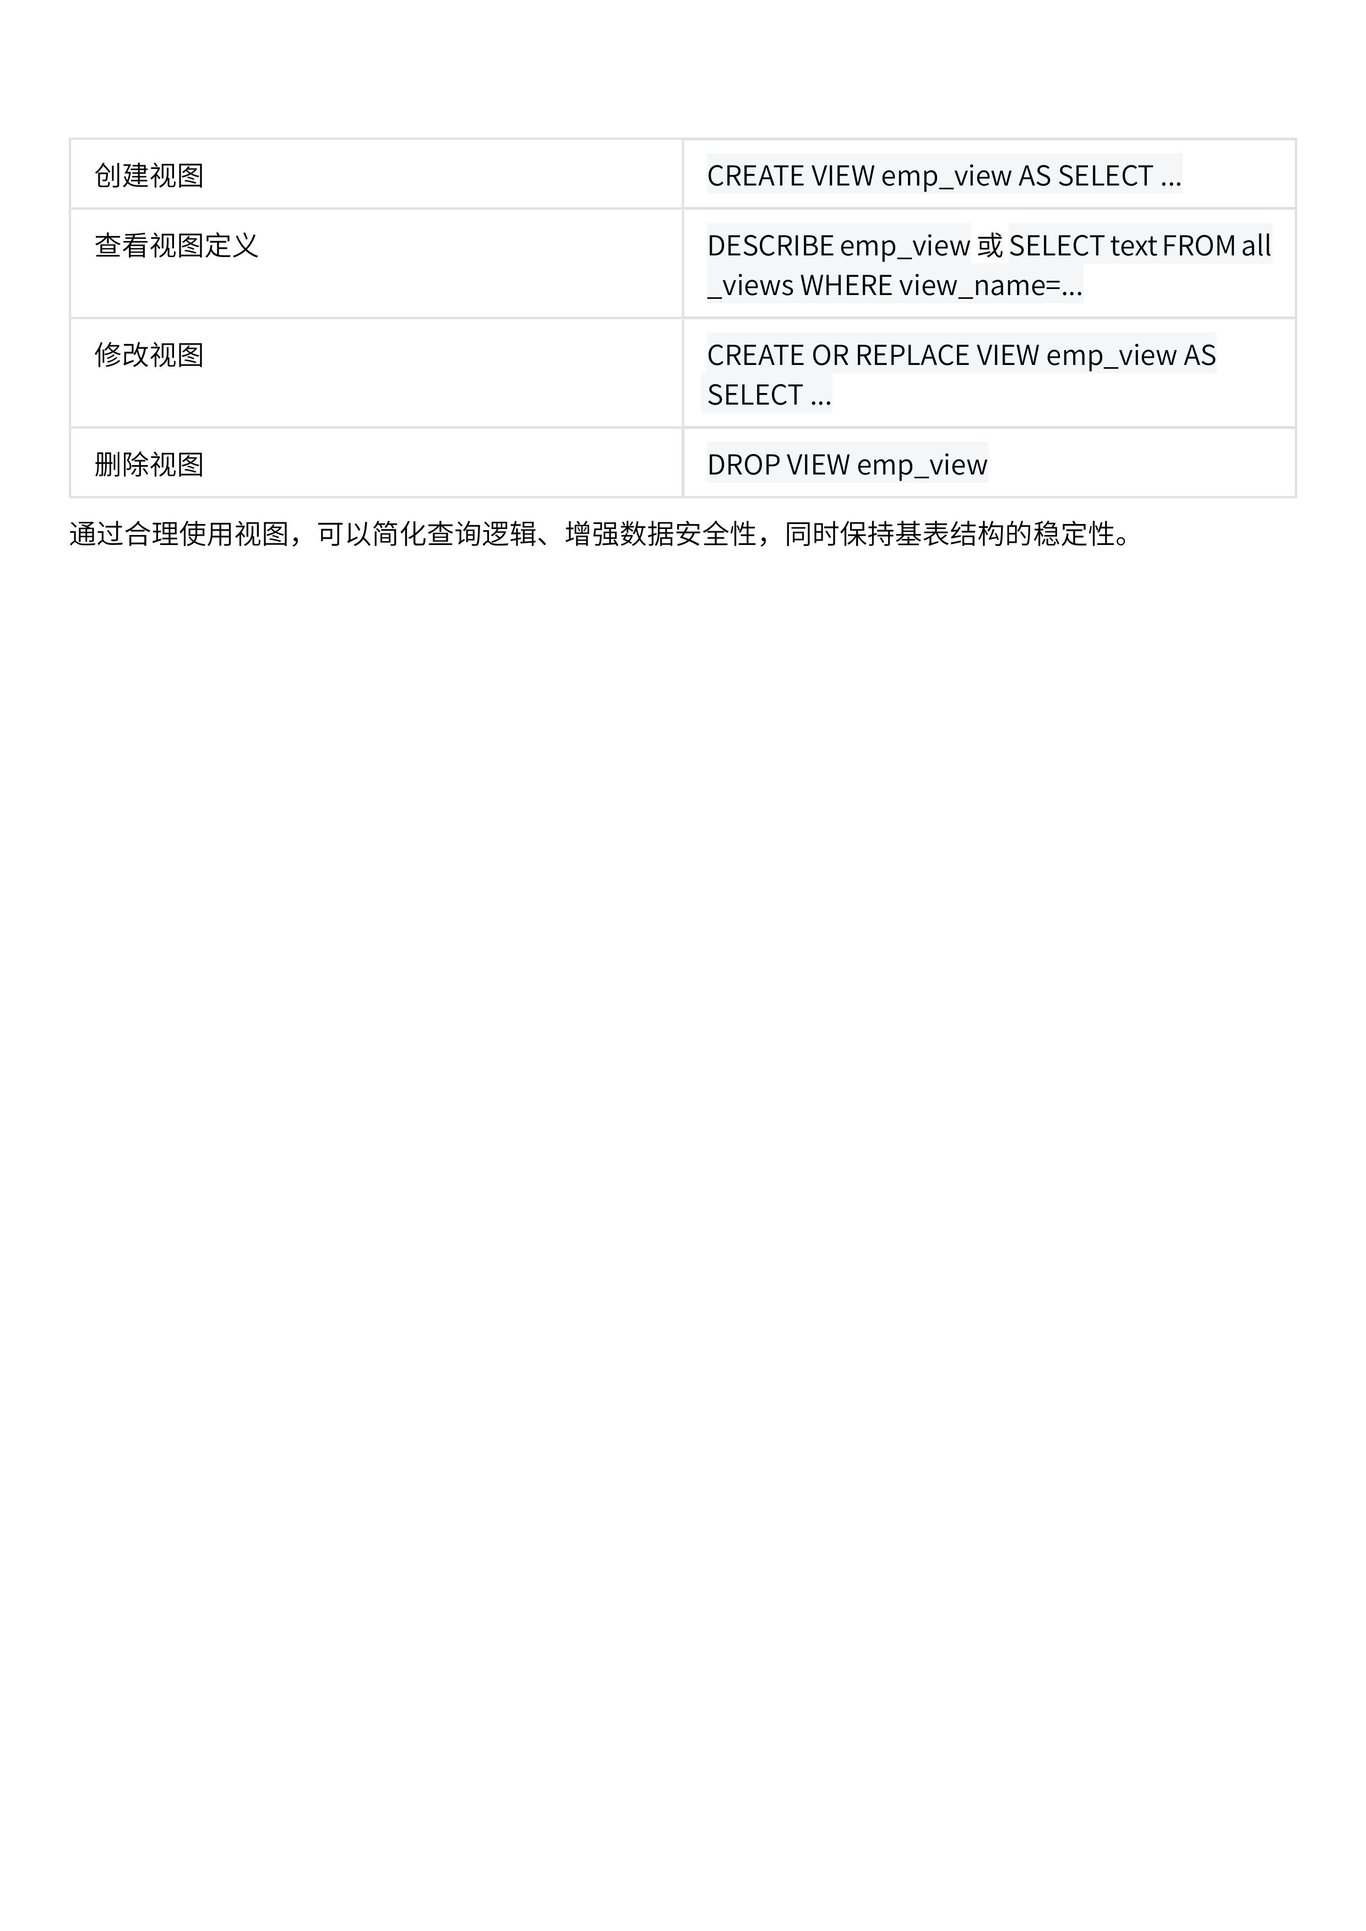 创建视图
CREATE VIEW emp_view AS SELECT ...
查看视图定义
DESCRIBE emp_view 或 SELECT text FROM all
_views WHERE view_name=...
修改视图
CREATE OR REPLACE VIEW emp_view AS
SELECT ...
删除视图
DROP VIEW emp_view
通过合理使用视图，可以简化查询逻辑、增强数据安全性，同时保持基表结构的稳定性。